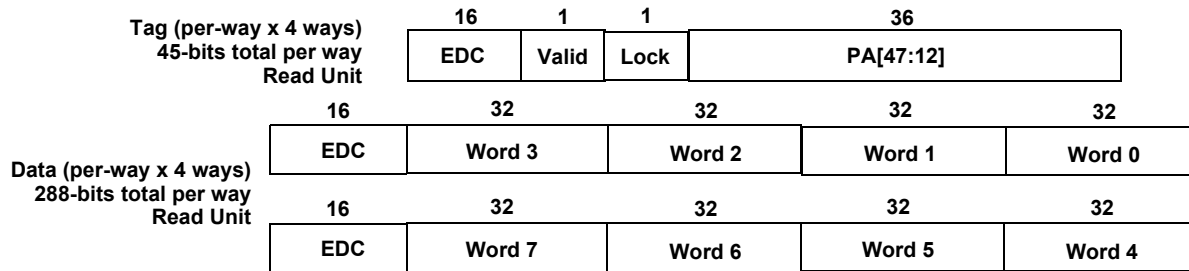 16 1 1 36
Tag (per-way x 4 ways)
45-bits total per way
Read Unit
EDC Valid Lock PA[47:12]
16 32 32 32 32
EDC Word 3 Word 2 Word 1 Word 0
Data (per-way x 4 ways)
288-bits total per way
Read Unit
16 32 32 32 32
EDC Word 7 Word 6 Word 5 Word 4